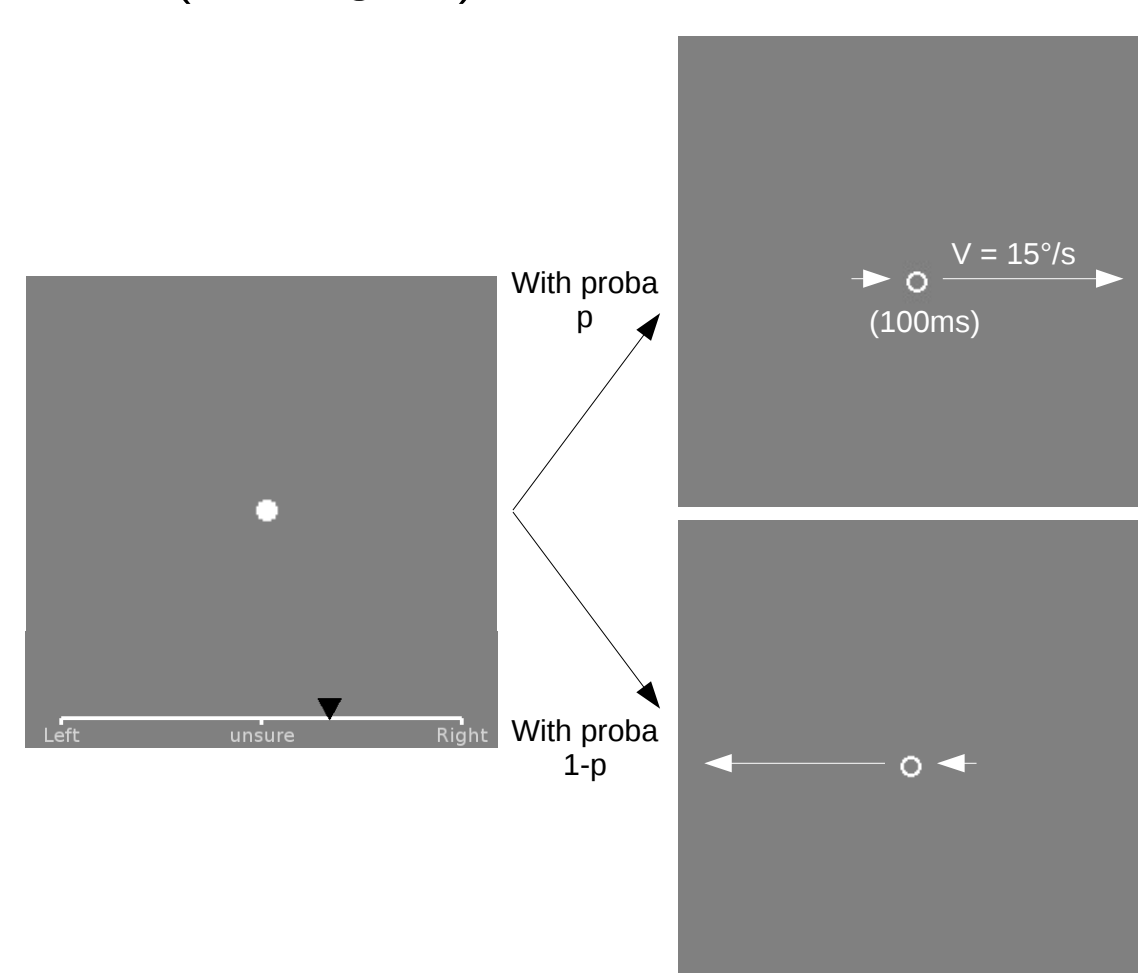 With proba
p
V = 15°/s
(100ms)
Left unsure Right
With proba
1-p